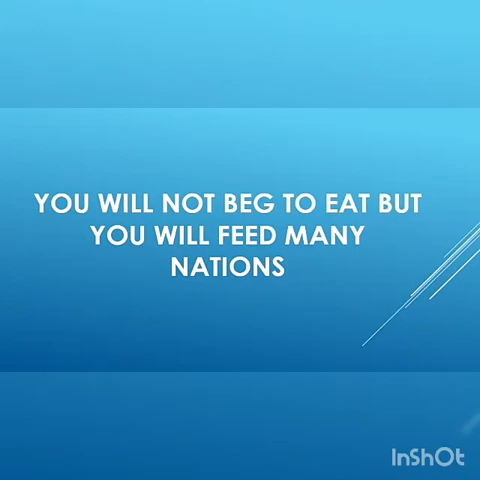 YOU WILL NOT BEG TO EAT BUT
YOU WILL FEED MANY
NATIONS
InShOt